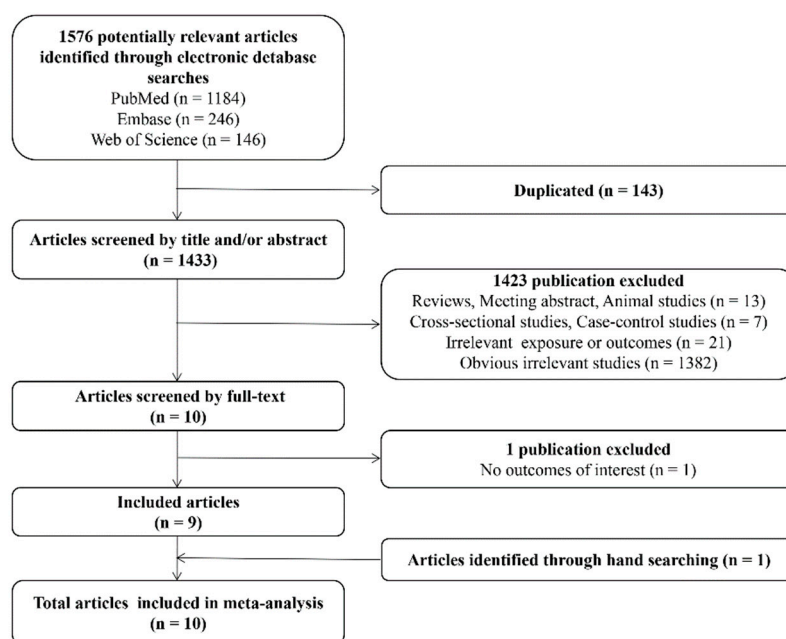 1576 potentially relevant articles
identified through electronic detabase
searches
PubMed (n = 1184)
Embase (n = 246)
Web of Science (n = 146)
Duplicated (n = 143)
Articles screened by title and/or abstract
(n = 1433)
1423 publication excluded
Reviews, Meeting abstract, Animal studies (n = 13)
Cross-sectional studies, Case-control studies (n = 7)
Irrelevant exposure or outcomes (n = 21)
Obvious irrelevant studies (n = 1382)
Articles screened by full-text
(n = 10)
1 publication excluded
No outcomes of interest (n = 1)
Included articles
(n = 9)
Articles identified through hand searching (n = 1)
Total articles included in meta-analysis
(n = 10)